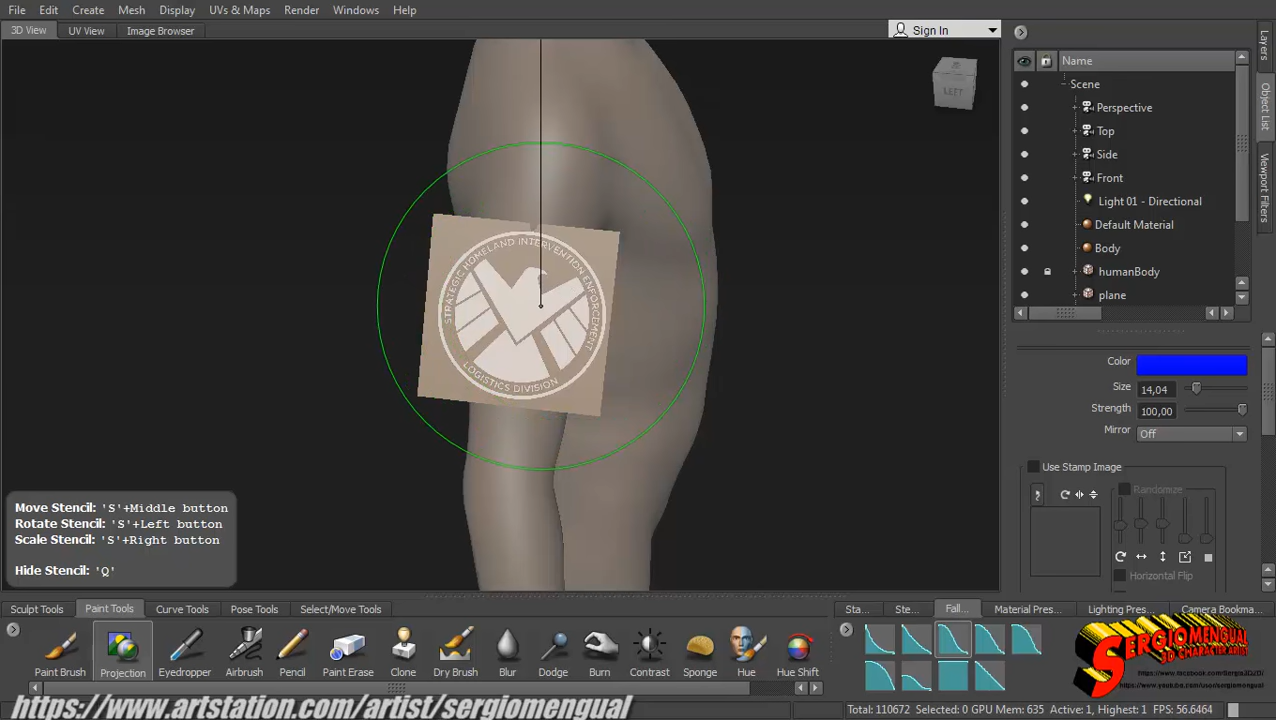 File Edit Create Mesh Display UVs & Maps Render Windows Help
3D View UV View Image Browser Sign In
Name
Scene
Perspective
Top
Side
Front
Light 01 - Directional
Default Material
Body
humanBody
plane
LEFT
Layers
Object List
Viewport Filters
STRATEGIC HOMELAND INTERVENTION ENFORCEMENT
LOGISTICS DIVISION
Color
Size 14,04
Strength 100,00
Mirror Off
Use Stamp Image
Randomize
Horizontal Flip
Move Stencil: 'S'+Middle button
Rotate Stencil: 'S'+Left button
Scale Stencil: 'S'+Right button
Hide Stencil: 'Q'
Sculpt Tools Paint Tools Curve Tools Pose Tools Select/Move Tools Sta... Ste... Fall... Material Pres... Lighting Pres... Camera Bookma...
Paint Brush Projection Eyedropper Airbrush Pencil Paint Erase Clone Dry Brush Blur Dodge Burn Contrast Sponge Hue Hue Shift
SERGIOMENGUAL
3D CHARACTER ARTIST
https://www.artstation.com/artist/sergiomengual
Total: 110672 Selected: 0 GPU Mem: 635 Active: 1, Highest: 1 FPS: 56.6464